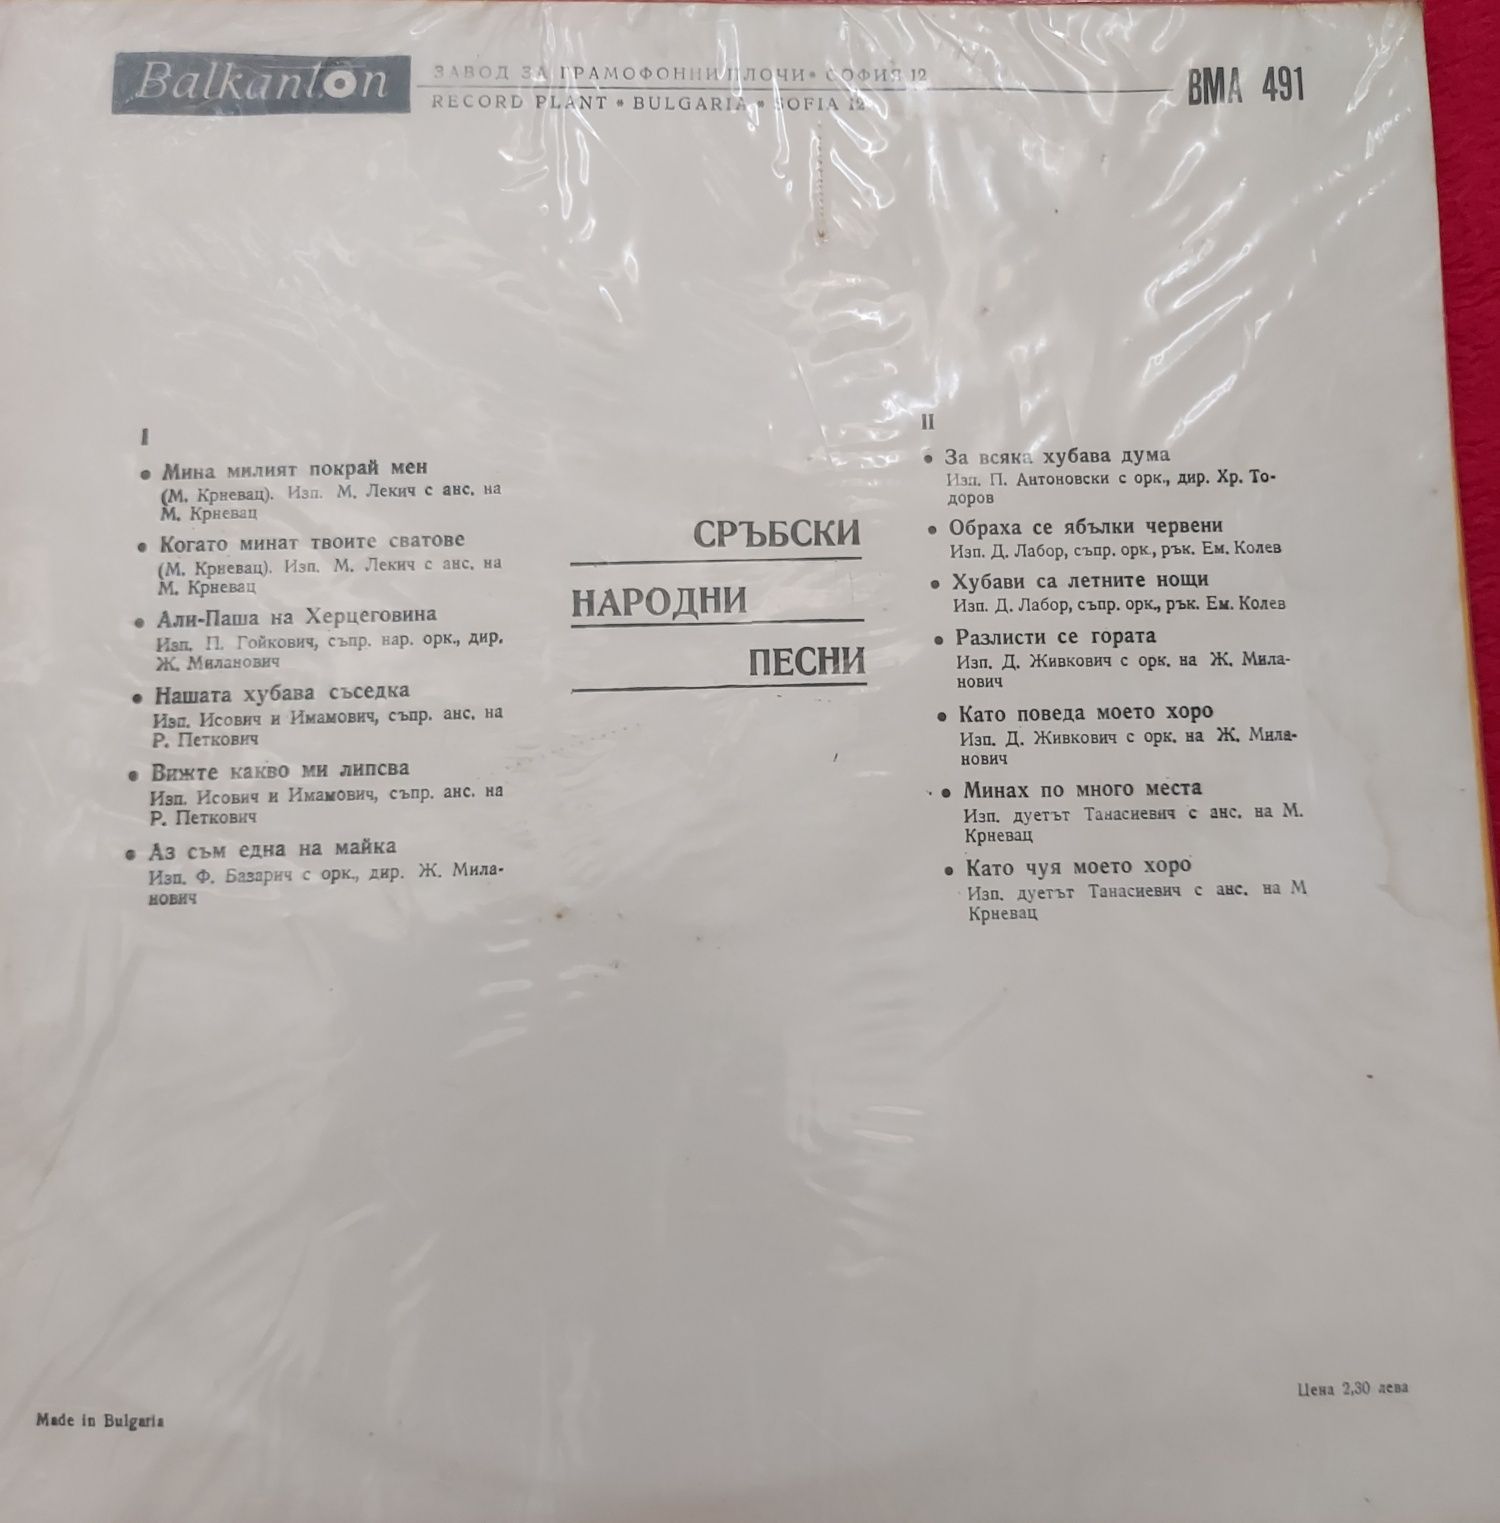 Balkanton
ЗАВОД ЗА ГРАМОФОННИ ПЛОЧИ • СОФИЯ 12
RECORD PLANT • BULGARIA • SOFIA 12
ВМА 491
I
• Мина милият покрай мен
(М. Крневац). Изп. М. Лекич с анс. на
М. Крневац
• Когато минат твоите сватове
(М. Крневац). Изп. М. Лекич с анс. на
М. Крневац
• Али-Паша на Херцеговина
Изп. П. Гойкович, съпр. нар. орк., дир.
Ж. Миланович
• Нашата хубава съседка
Изп. Исович и Имамович, съпр. анс. на
Р. Петкович
• Вижте какво ми липсва
Изп. Исович и Имамович, съпр. анс. на
Р. Петкович
• Аз съм една на майка
Изп. Ф. Базарич с орк., дир. Ж. Мила-
нович
СРЪБСКИ
НАРОДНИ
ПЕСНИ
II
• За всяка хубава дума
Изп. П. Антоновски с орк., дир. Хр. То-
доров
• Обраха се ябълки червени
Изп. Д. Лабор, съпр. орк., рък. Ем. Колев
• Хубави са летните нощи
Изп. Д. Лабор, съпр. орк., рък. Ем. Колев
• Разлисти се гората
Изп. Д. Живкович с орк. на Ж. Мила-
нович
• Като поведа моето хоро
Изп. Д. Живкович с орк. на Ж. Мила-
нович
• Минах по много места
Изп. дуетът Танасиевич с анс. на М.
Крневац
• Като чуя моето хоро
Изп. дуетът Танасиевич с анс. на М
Крневац
Цена 2,30 лева
Made in Bulgaria